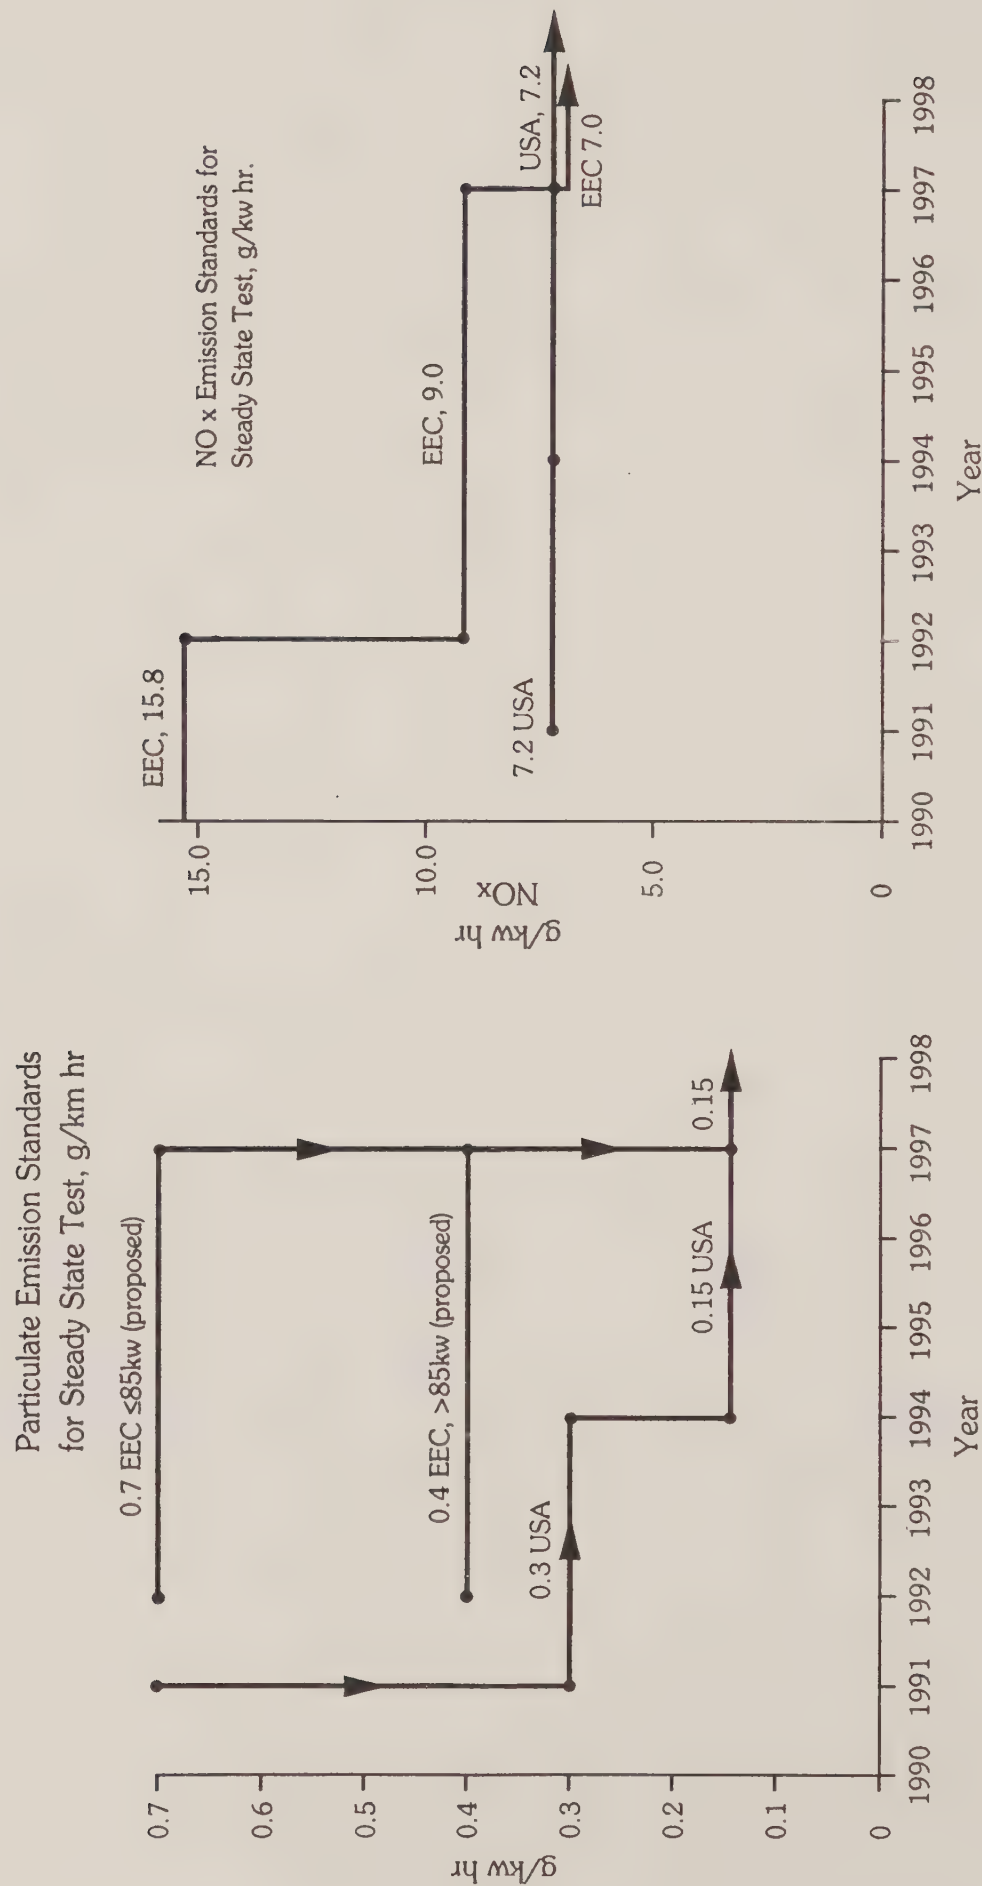 Particulate Emission Standards
for Steady State Test, g/km hr
0.7 EEC ≤85kw (proposed)
0.4 EEC, >85kw (proposed)
0.3 USA
0.15 USA
0.15
g/kw hr
0.7
0.6
0.5
0.4
0.3
0.2
0.1
0
1990 1991 1992 1993 1994 1995 1996 1997 1998
Year
NO x Emission Standards for
Steady State Test, g/kw hr.
EEC, 15.8
EEC, 9.0
7.2 USA
USA, 7.2
EEC 7.0
g/kw hr
NOx
15.0
10.0
5.0
0
1990 1991 1992 1993 1994 1995 1996 1997 1998
Year